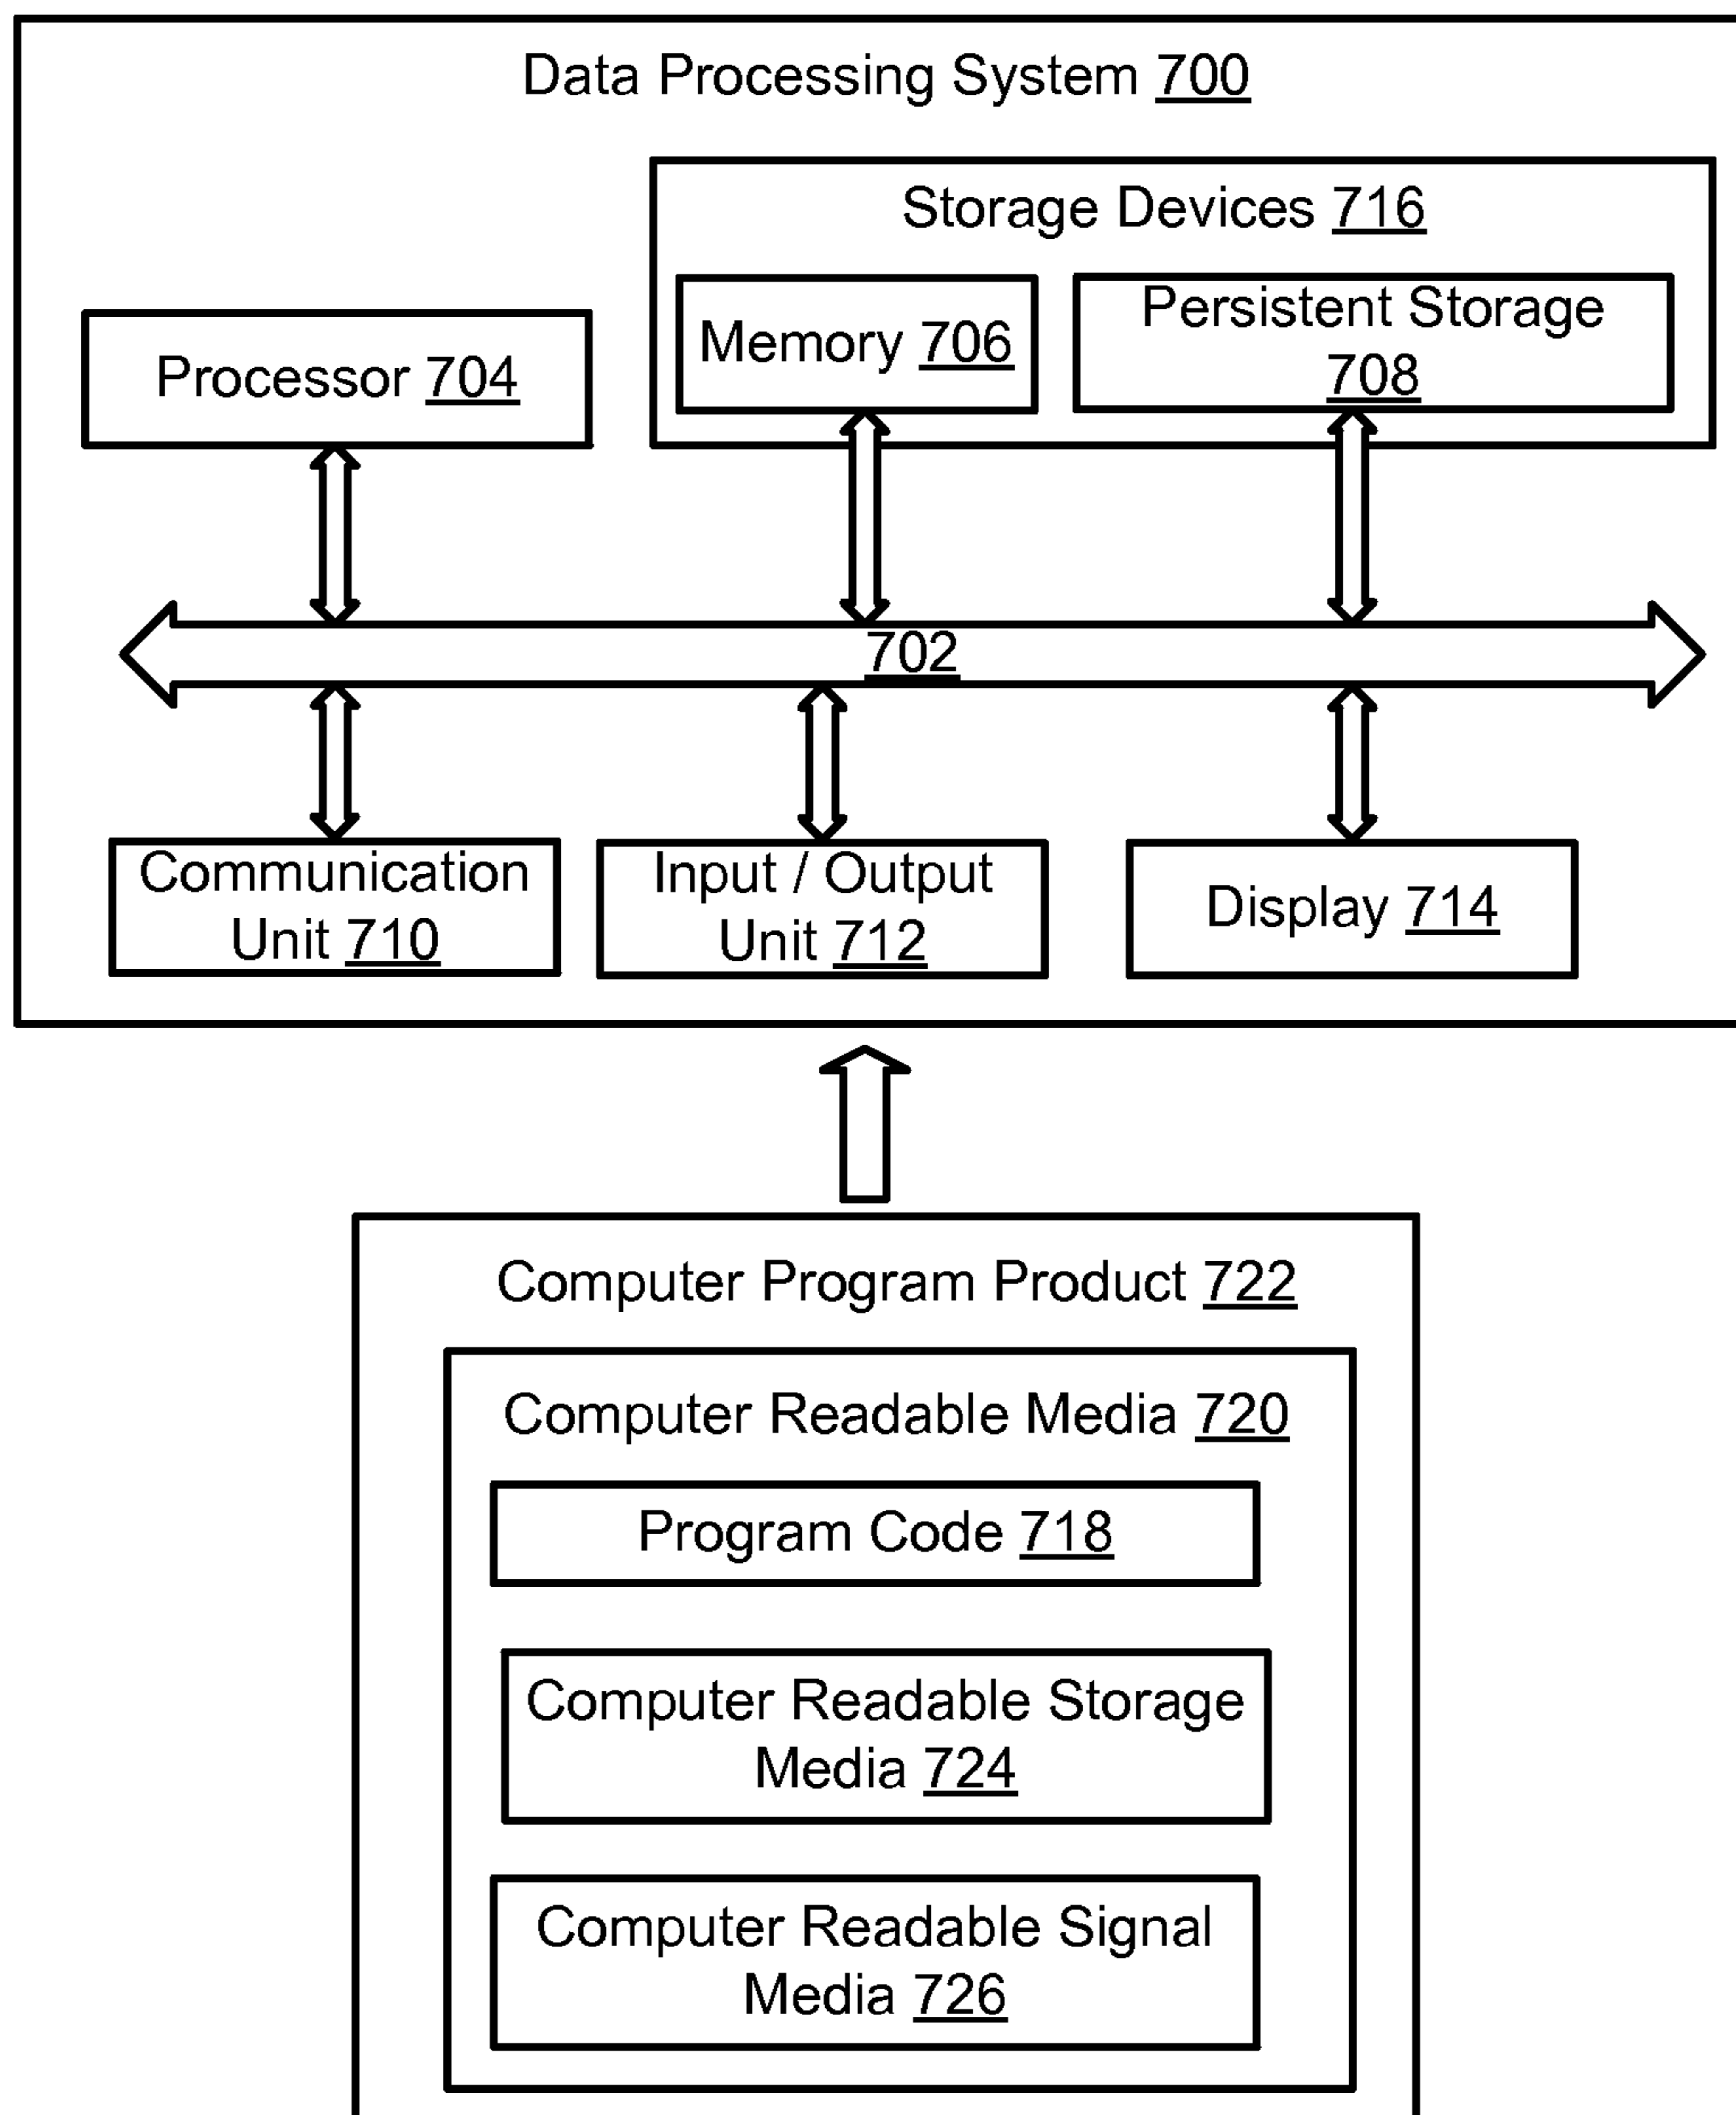 Data Processing System 700
Storage Devices 716
Memory 706
Persistent Storage
708
Processor 704
702
Communication
Unit 710
Input / Output
Unit 712
Display 714
Computer Program Product 722
Computer Readable Media 720
Program Code 718
Computer Readable Storage
Media 724
Computer Readable Signal
Media 726